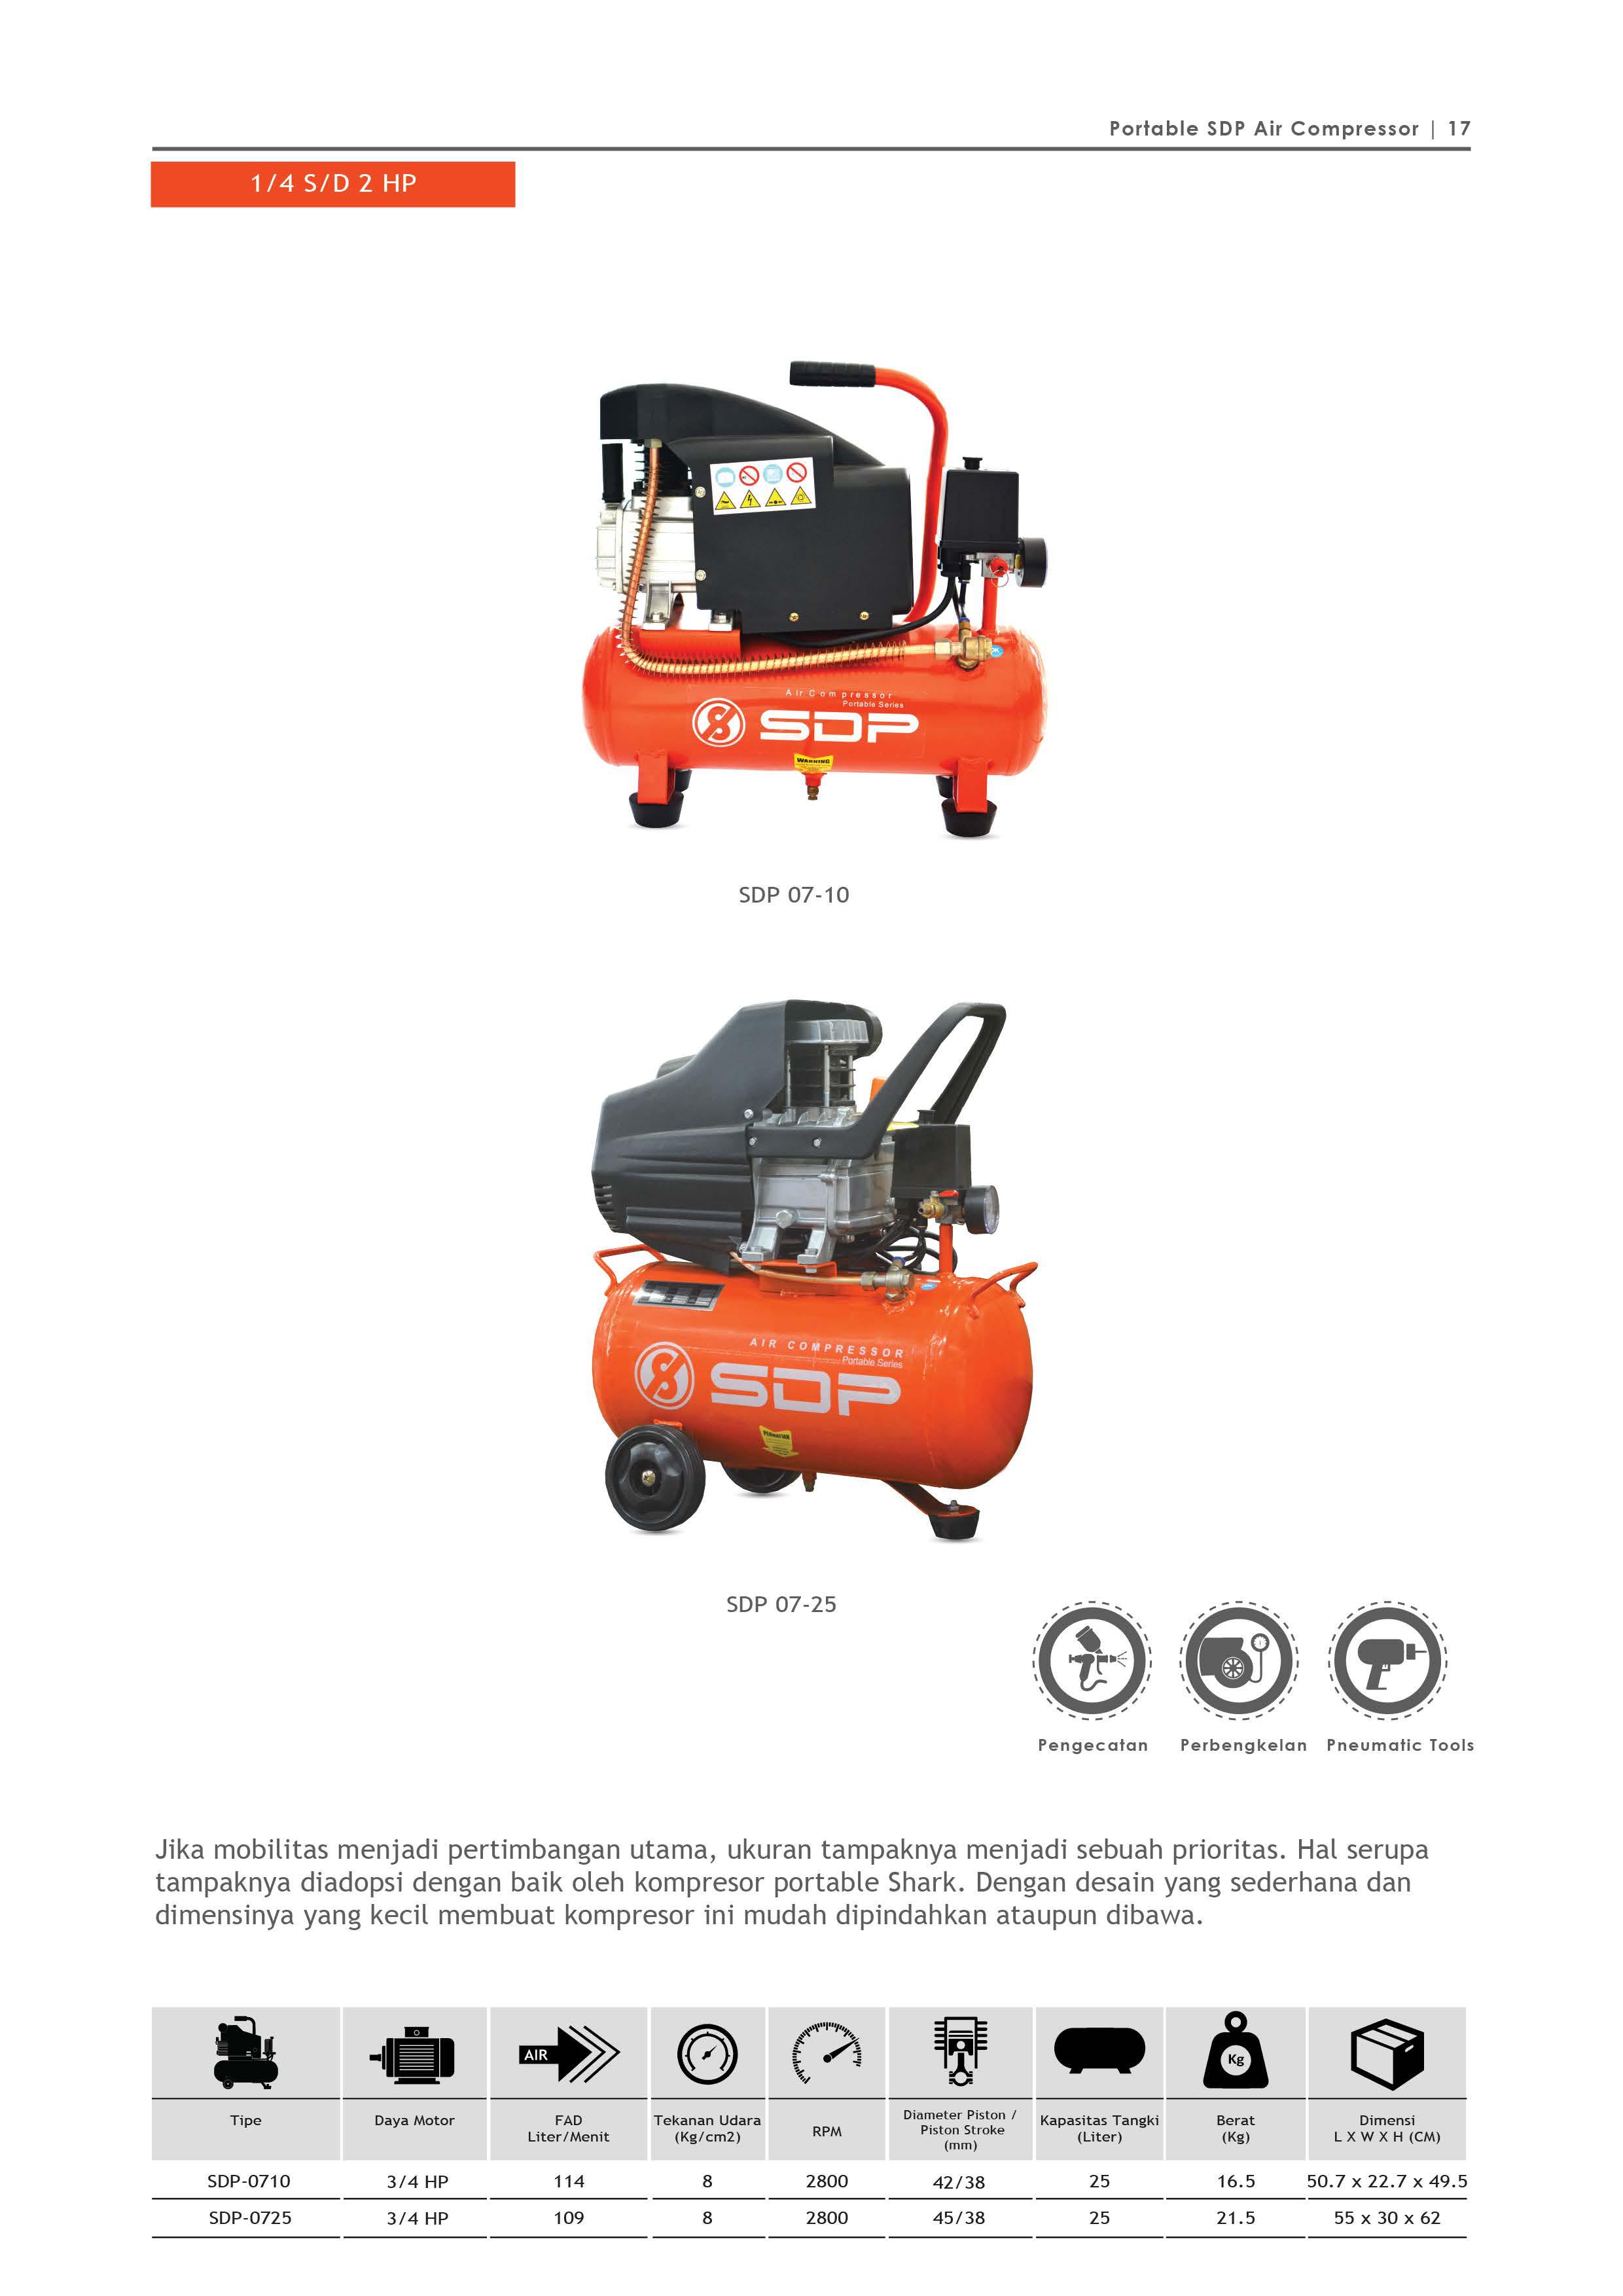 Portable SDP Air Compressor | 17
1/4 S/D 2 HP
Air Compressor
Portable Series
SDP
WARNING
SDP 07-10
AIR COMPRESSOR
Portable Series
SDP
SDP 07-25
Pengecatan Perbengkelan Pneumatic Tools
Jika mobilitas menjadi pertimbangan utama, ukuran tampaknya menjadi sebuah prioritas. Hal serupa
tampaknya diadopsi dengan baik oleh kompresor portable Shark. Dengan desain yang sederhana dan
dimensinya yang kecil membuat kompresor ini mudah dipindahkan ataupun dibawa.
AIR Kg
Tipe Daya Motor FAD Liter/Menit Tekanan Udara (Kg/cm2) RPM Diameter Piston / Piston Stroke (mm) Kapasitas Tangki (Liter) Berat (Kg) Dimensi L X W X H (CM)
SDP-0710 3/4 HP 114 8 2800 42/38 25 16.5 50.7 x 22.7 x 49.5
SDP-0725 3/4 HP 109 8 2800 45/38 25 21.5 55 x 30 x 62